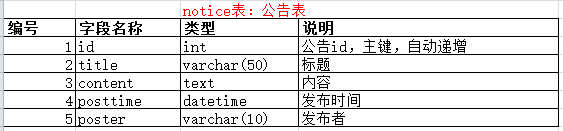 notice表：公告表
编号 字段名称 类型 说明
1 id int 公告id，主键，自动递增
2 title varchar(50) 标题
3 content text 内容
4 posttime datetime 发布时间
5 poster varchar(10) 发布者